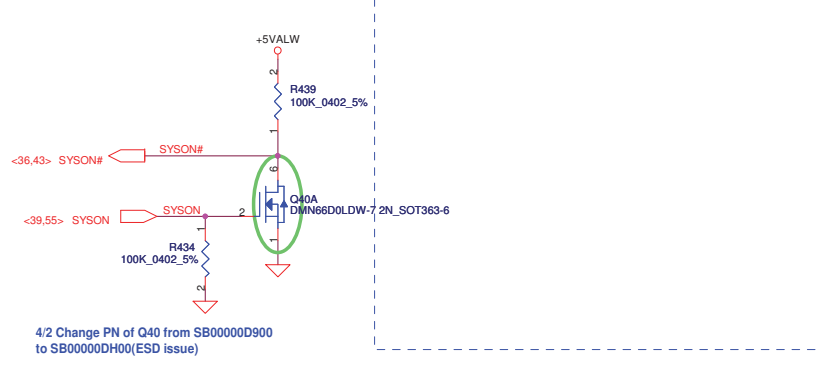 +5VALW
2
R439
100K_0402_5%
1
<36,43> SYSON#
SYSON#
6
Q40A
DMN66D0LDW-7 2N_SOT363-6
<39,55> SYSON
SYSON
2
1
1
R434
100K_0402_5%
2
4/2 Change PN of Q40 from SB00000D900
to SB00000DH00(ESD issue)